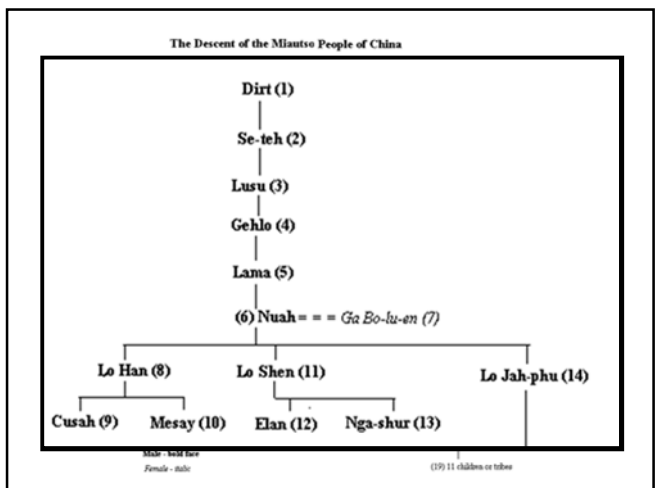 The Descent of the Miautso People of China
Dirt (1)
Se-teh (2)
Lusu (3)
Gehlo (4)
Lama (5)
(6) Nuah = = = Ga Bo-lu-en (7)
Lo Han (8) Lo Shen (11) Lo Jah-phu (14)
Cusah (9) Mesay (10) Elan (12) Nga-shur (13)
Male - bold face
Female - italic (19) 11 children or tribes